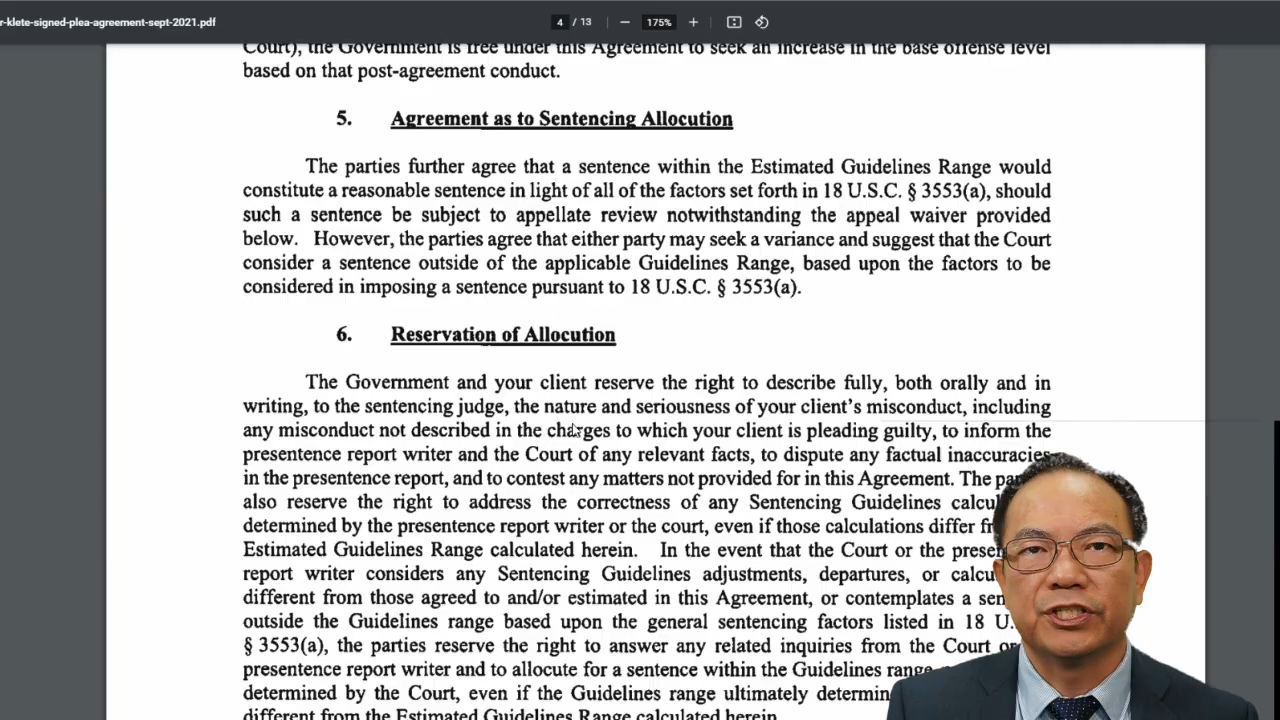 r-klete-signed-plea-agreement-sept-2021.pdf
4 / 13
175%
Court), the Government is free under this Agreement to seek an increase in the base offense level
based on that post-agreement conduct.
5. Agreement as to Sentencing Allocution
The parties further agree that a sentence within the Estimated Guidelines Range would
constitute a reasonable sentence in light of all of the factors set forth in 18 U.S.C. § 3553(a), should
such a sentence be subject to appellate review notwithstanding the appeal waiver provided
below. However, the parties agree that either party may seek a variance and suggest that the Court
consider a sentence outside of the applicable Guidelines Range, based upon the factors to be
considered in imposing a sentence pursuant to 18 U.S.C. § 3553(a).
6. Reservation of Allocution
The Government and your client reserve the right to describe fully, both orally and in
writing, to the sentencing judge, the nature and seriousness of your client's misconduct, including
any misconduct not described in the charges to which your client is pleading guilty, to inform the
presentence report writer and the Court of any relevant facts, to dispute any factual inaccuracies
in the presentence report, and to contest any matters not provided for in this Agreement. The
also reserve the right to address the correctness of any Sentencing Guidelines
determined by the presentence report writer or the court, even if those calculations differ
Estimated Guidelines Range calculated herein. In the event that the Court or the
report writer considers any Sentencing Guidelines adjustments, departures, or
different from those agreed to and/or estimated in this Agreement, or contemplates a
outside the Guidelines range based upon the general sentencing factors listed in 18
§ 3553(a), the parties reserve the right to answer any related inquiries from the Court
presentence report writer and to allocute for a sentence within the Guidelines range
determined by the Court, even if the Guidelines range ultimately
different from the Estimated Guidelines Range calculated herein.